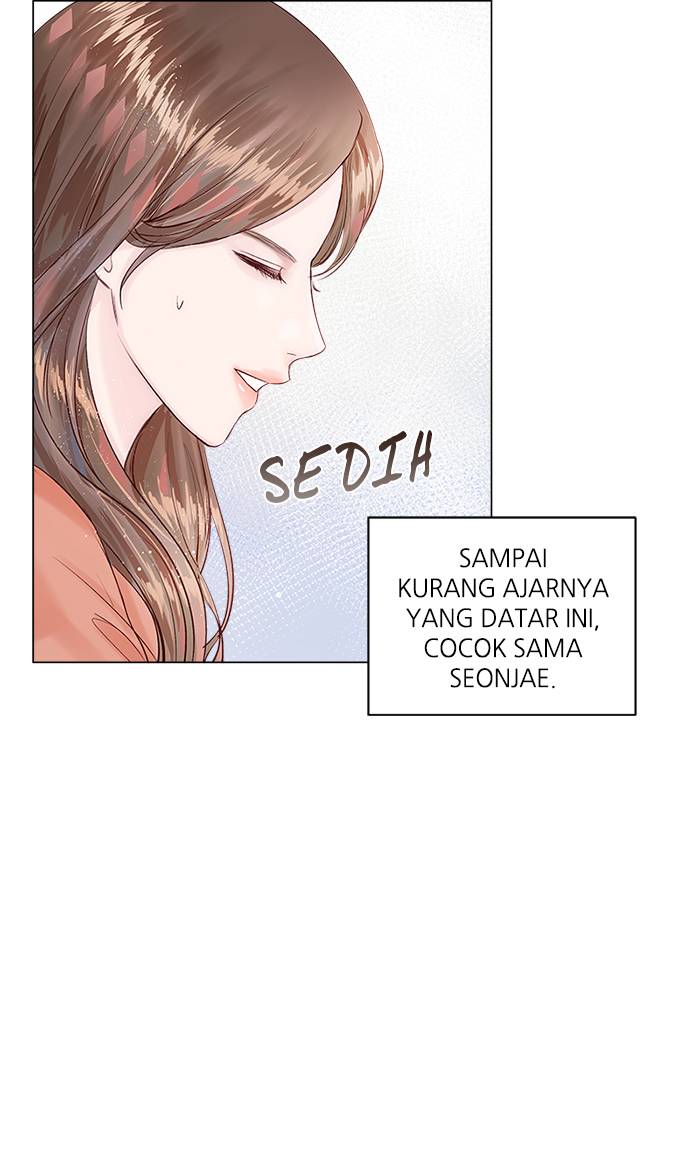 SEDIH
SAMPAI
KURANG AJARNYA
YANG DATAR INI,
COCOK SAMA
SEONJAE.